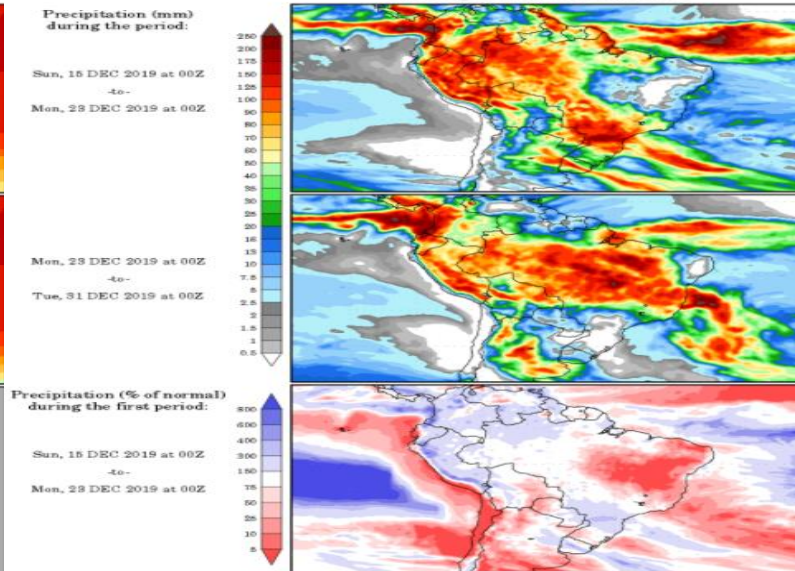 Precipitation (mm)
during the period:
Sun, 15 DEC 2019 at 00Z
-to-
Mon, 23 DEC 2019 at 00Z
250
200
175
150
125
100
90
80
70
60
50
40
35
30
25
20
16
13
10
7.5
5
2.5
2
1.5
1
0.5
Mon, 23 DEC 2019 at 00Z
-to-
Tue, 31 DEC 2019 at 00Z
Precipitation (% of normal)
during the first period:
Sun, 15 DEC 2019 at 00Z
-to-
Mon, 23 DEC 2019 at 00Z
800
600
400
200
150
75
50
25
10
5